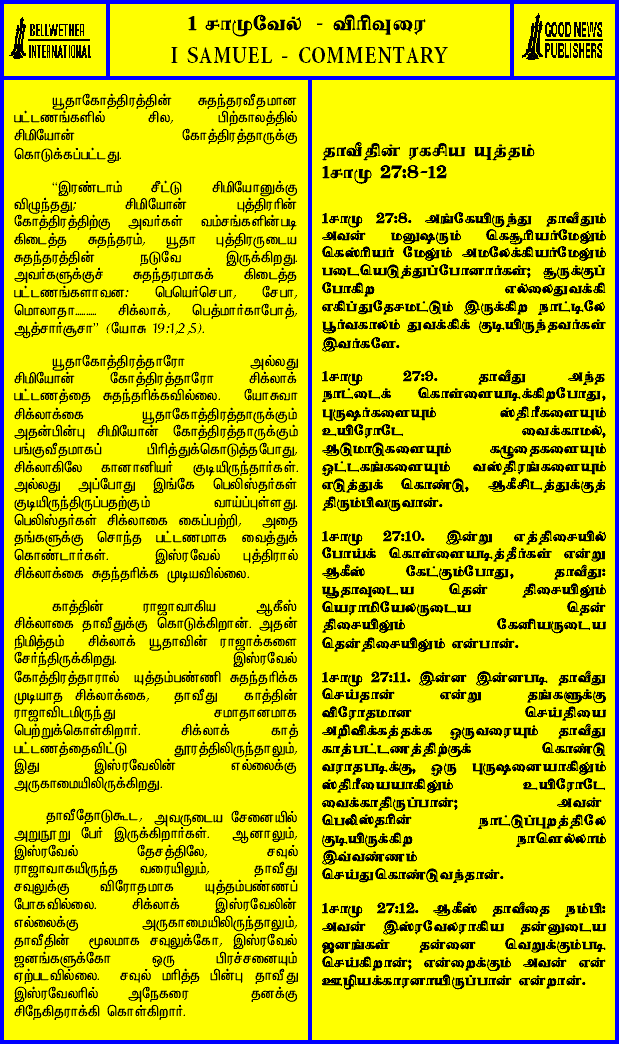 BELLWETHER
INTERNATIONAL
1 சாமுவேல் - விரிவுரை
I SAMUEL - COMMENTARY
GOOD NEWS
PUBLISHERS
யூதாகோத்திரத்தின் சுதந்தரவீதமான
பட்டணங்களில் சில, பிற்காலத்தில்
சிமியோன் கோத்திரத்தாருக்கு
கொடுக்கப்பட்டது.
“இரண்டாம் சீட்டு சிமியோனுக்கு
விழுந்தது; சிமியோன் புத்திரரின்
கோத்திரத்திற்கு அவர்கள் வம்சங்களின்படி
கிடைத்த சுதந்தரம், யூதா புத்திரருடைய
சுதந்தரத்தின் நடுவே இருக்கிறது.
அவர்களுக்குச் சுதந்தரமாகக் கிடைத்த
பட்டணங்களாவன: பெயெர்செபா, சேபா,
மொலாதா......... சிக்லாக், பெத்மார்காபோத்,
ஆத்சார்சூசா” (யோசு 19:1,2,5).
யூதாகோத்திரத்தாரோ அல்லது
சிமியோன் கோத்திரத்தாரோ சிக்லாக்
பட்டணத்தை சுதந்தரிக்கவில்லை. யோசுவா
சிக்லாக்கை யூதாகோத்திரத்தாருக்கும்
அதன்பின்பு சிமியோன் கோத்திரத்தாருக்கும்
பங்குவீதமாகப் பிரித்துக்கொடுத்தபோது,
சிக்லாகிலே கானானியர் குடியிருந்தார்கள்.
அல்லது அப்போது இங்கே பெலிஸ்தர்கள்
குடியிருந்திருப்பதற்கும் வாய்ப்புள்ளது.
பெலிஸ்தர்கள் சிக்லாகை கைப்பற்றி, அதை
தங்களுக்கு சொந்த பட்டணமாக வைத்துக்
கொண்டார்கள். இஸ்ரவேல் புத்திரரால்
சிக்லாக்கை சுதந்தரிக்க முடியவில்லை.
காத்தின் ராஜாவாகிய ஆகீஸ்
சிக்லாகை தாவீதுக்கு கொடுக்கிறான். அதன்
நிமித்தம் சிக்லாக் யூதாவின் ராஜாக்களை
சேர்ந்திருக்கிறது. இஸ்ரவேல்
கோத்திரத்தாரால் யுத்தம்பண்ணி சுதந்தரிக்க
முடியாத சிக்லாக்கை, தாவீது காத்தின்
ராஜாவிடமிருந்து சமாதானமாக
பெற்றுக்கொள்கிறார். சிக்லாக் காத்
பட்டணத்தைவிட்டு தூரத்திலிருந்தாலும்,
இது இஸ்ரவேலின் எல்லைக்கு
அருகாமையிலிருக்கிறது.
தாவீதோடுகூட, அவருடைய சேனையில்
அறுநூறு பேர் இருக்கிறார்கள். ஆனாலும்,
இஸ்ரவேல் தேசத்திலே, சவுல்
ராஜாவாகயிருந்த வரையிலும், தாவீது
சவுலுக்கு விரோதமாக யுத்தம்பண்ணப்
போகவில்லை. சிக்லாக் இஸ்ரவேலின்
எல்லைக்கு அருகாமையிலிருந்தாலும்,
தாவீதின் மூலமாக சவுலுக்கோ, இஸ்ரவேல்
ஜனங்களுக்கோ ஒரு பிரச்சனையும்
ஏற்படவில்லை. சவுல் மரித்த பின்பு தாவீது
இஸ்ரவேலரில் அநேகரை தனக்கு
சிநேகிதராக்கி கொள்கிறார்.
தாவீதின் ரகசிய யுத்தம்
1சாமு 27:8-12
1சாமு 27:8. அங்கேயிருந்து தாவீதும்
அவன் மனுஷரும் கெசூரியர்மேலும்
கெஸ்ரியர் மேலும் அமலேக்கியர்மேலும்
படையெடுத்துப்போனார்கள்; சூருக்குப்
போகிற எல்லைதுவக்கி
எகிப்துதேசமட்டும் இருக்கிற நாட்டிலே
பூர்வகாலம் துவக்கிக் குடியிருந்தவர்கள்
இவர்களே.
1சாமு 27:9. தாவீது அந்த
நாட்டைக் கொள்ளையடிக்கிறபோது,
புருஷர்களையும் ஸ்திரீகளையும்
உயிரோடே வைக்காமல்,
ஆடுமாடுகளையும் கழுதைகளையும்
ஒட்டகங்களையும் வஸ்திரங்களையும்
எடுத்துக் கொண்டு, ஆகீசிடத்துக்குத்
திரும்பிவருவான்.
1சாமு 27:10. இன்று எத்திசையில்
போய்க் கொள்ளையடித்தீர்கள் என்று
ஆகீஸ் கேட்கும்போது, தாவீது:
யூதாவுடைய தென் திசையிலும்
யெராமியேலருடைய தென்
திசையிலும் கேனியருடைய
தென்திசையிலும் என்பான்.
1சாமு 27:11. இன்ன இன்னபடி தாவீது
செய்தான் என்று தங்களுக்கு
விரோதமான செய்தியை
அறிவிக்கத்தக்க ஒருவரையும் தாவீது
காத்பட்டணத்திற்குக் கொண்டு
வராதபடிக்கு, ஒரு புருஷனையாகிலும்
ஸ்திரீயையாகிலும் உயிரோடே
வைக்காதிருப்பான்; அவன்
பெலிஸ்தரின் நாட்டுப்புறத்திலே
குடியிருக்கிற நாளெல்லாம்
இவ்வண்ணம்
செய்துகொண்டுவந்தான்.
1சாமு 27:12. ஆகீஸ் தாவீதை நம்பி:
அவன் இஸ்ரவேலராகிய தன்னுடைய
ஜனங்கள் தன்னை வெறுக்கும்படி
செய்கிறான்; என்றைக்கும் அவன் என்
ஊழியக்காரனாயிருப்பான் என்றான்.